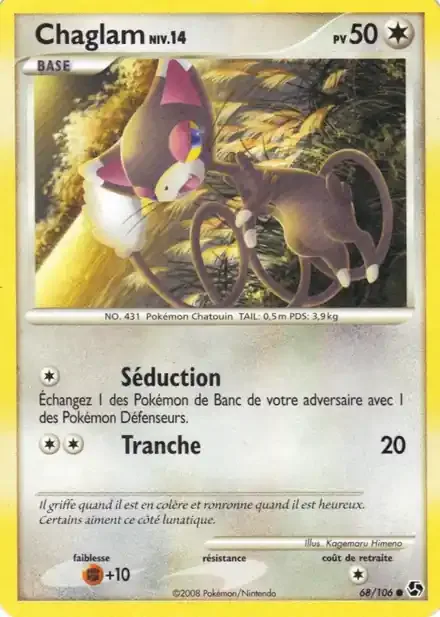 Chaglam NIV.14 PV 50
BASE
NO. 431 Pokémon Chatouin TAIL: 0,5 m PDS: 3,9 kg
Séduction
Échangez 1 des Pokémon de Banc de votre adversaire avec 1
des Pokémon Défenseurs.
Tranche 20
Il griffe quand il est en colère et ronronne quand il est heureux.
Certains aiment ce côté lunatique.
Illus. Kagemaru Himeno
faiblesse résistance coût de retraite
+10
©2008 Pokémon/Nintendo 68/106